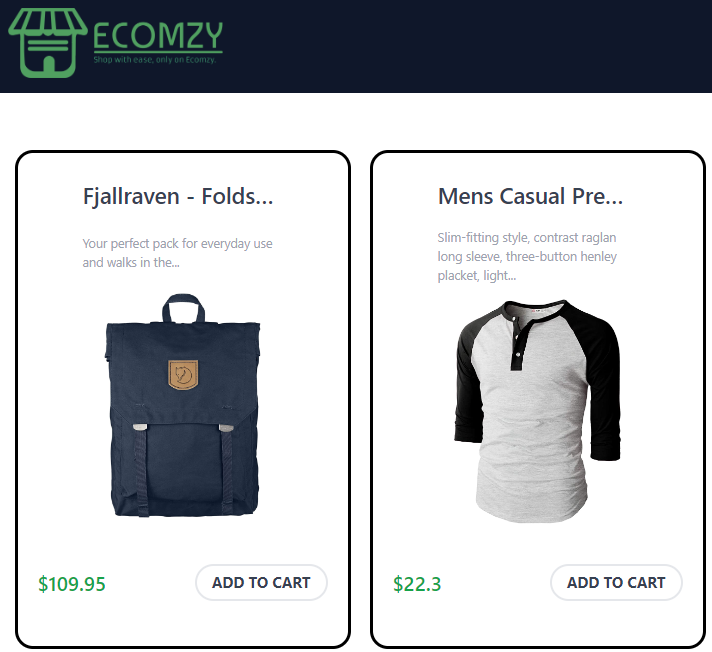 ECOMZY
Shop with ease, only on Ecomzy.
Fjallraven - Folds...
Your perfect pack for everyday use
and walks in the...
$109.95
ADD TO CART
Mens Casual Pre...
Slim-fitting style, contrast raglan
long sleeve, three-button henley
placket, light...
$22.3
ADD TO CART